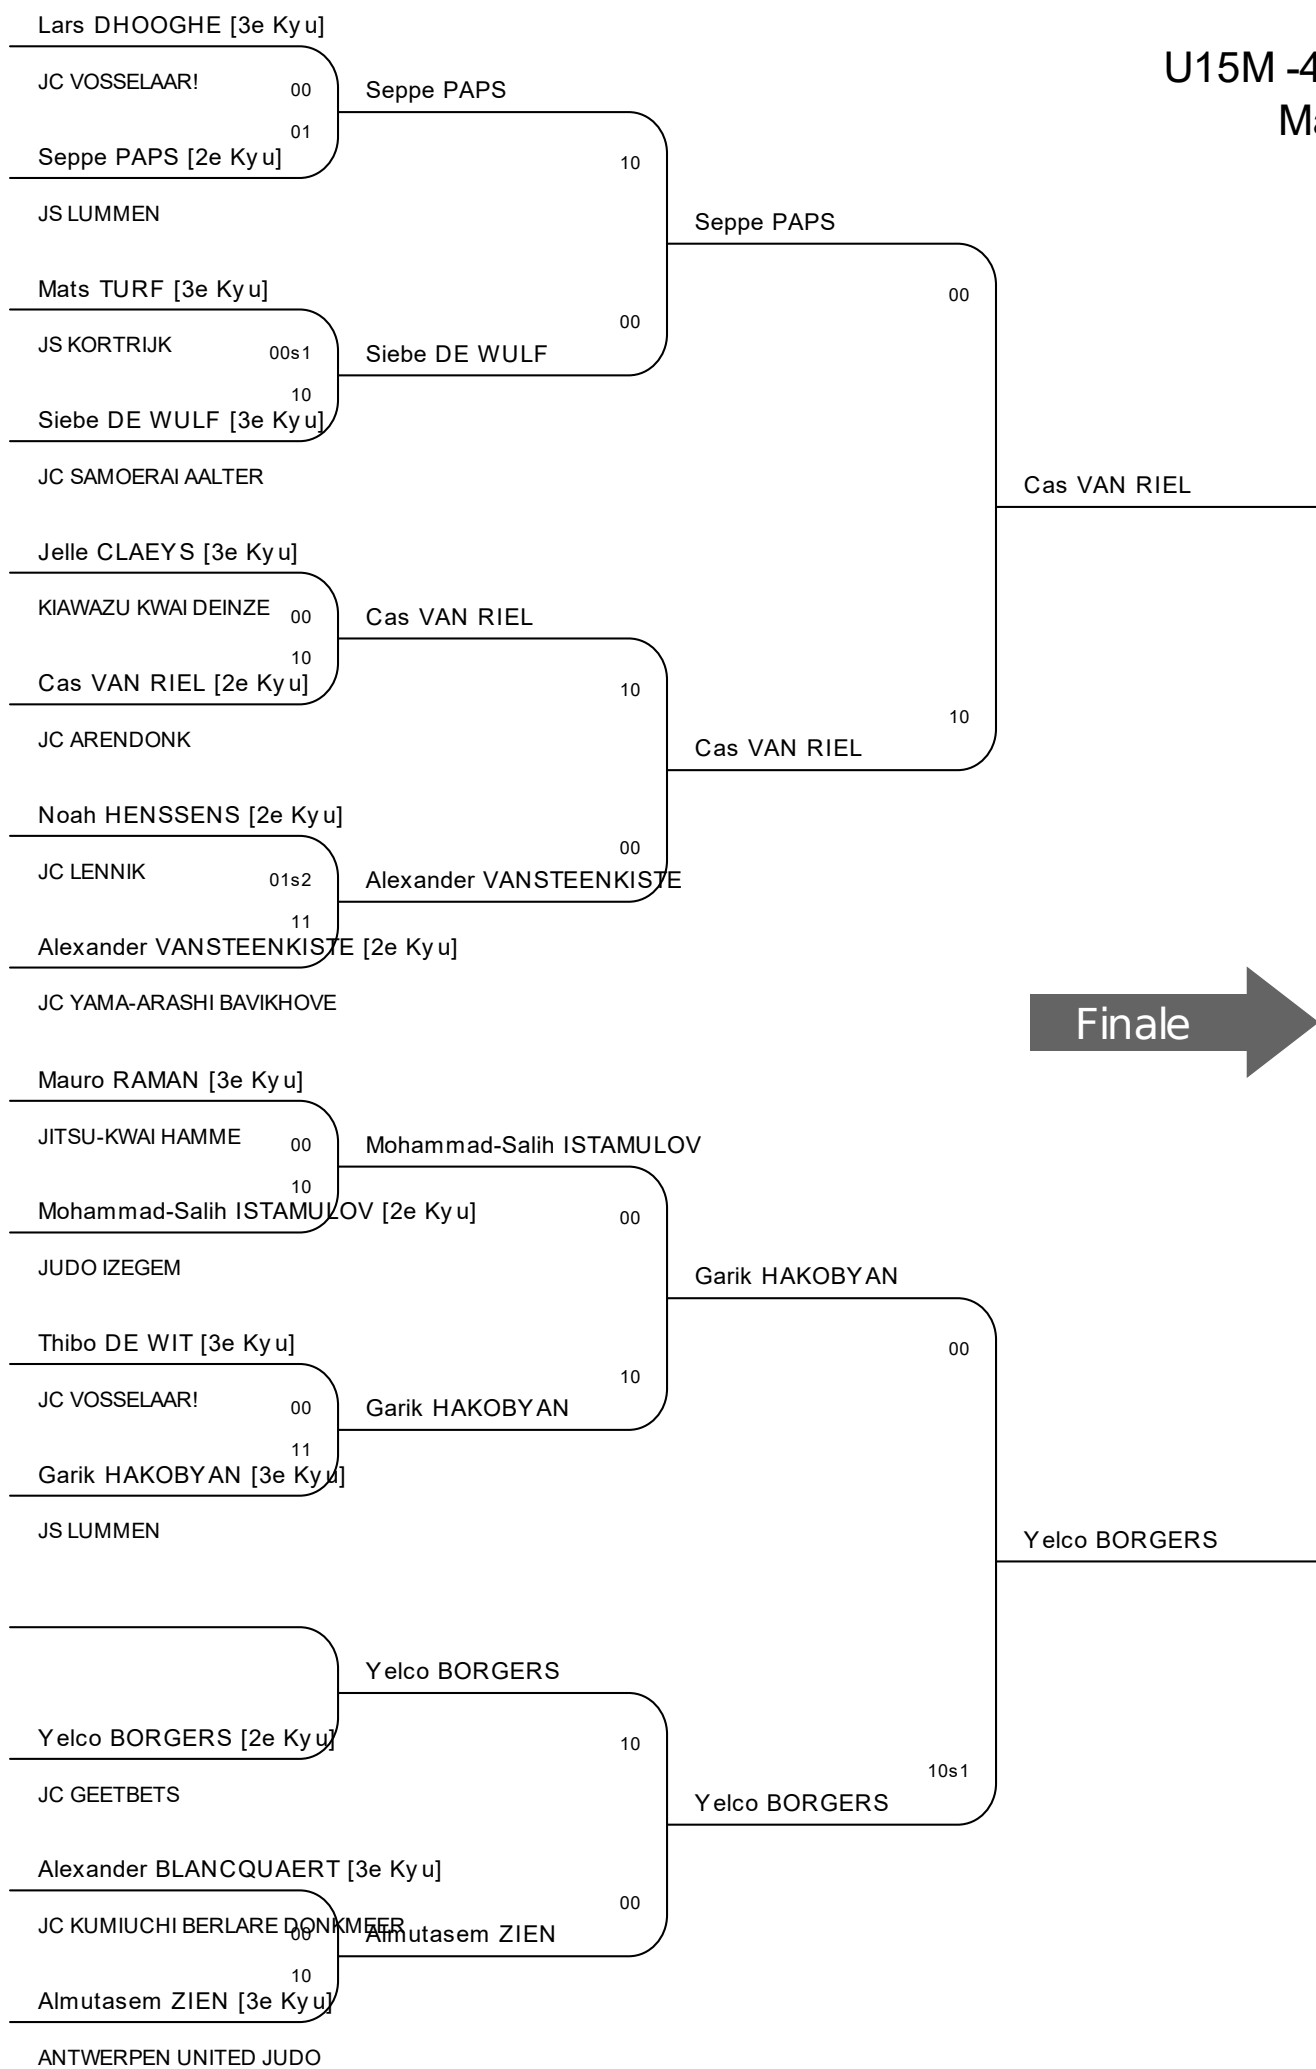 Lars DHOOGHE [3e Kyu]
JC VOSSELAAR!
00
01
Seppe PAPS [2e Kyu]
JS LUMMEN
Seppe PAPS
10
U15M -4
Ma
Mats TURF [3e Kyu]
JS KORTRIJK
00s1
10
Siebe DE WULF [3e Kyu]
JC SAMOERAI AALTER
00
Siebe DE WULF
Seppe PAPS
00
Jelle CLAEYS [3e Kyu]
KIAWAZU KWAI DEINZE
00
10
Cas VAN RIEL [2e Kyu]
JC ARENDONK
Cas VAN RIEL
10
Cas VAN RIEL
Noah HENSSENS [2e Kyu]
JC LENNIK
01s2
11
Alexander VANSTEENKISTE [2e Kyu]
JC YAMA-ARASHI BAVIKHOVE
00
Alexander VANSTEENKISTE
10
Cas VAN RIEL
Finale
Mauro RAMAN [3e Kyu]
JITSU-KWAI HAMME
00
10
Mohammad-Salih ISTAMULOV [2e Kyu]
JUDO IZEGEM
Mohammad-Salih ISTAMULOV
00
Thibo DE WIT [3e Kyu]
JC VOSSELAAR!
00
11
Garik HAKOBYAN [3e Kyu]
JS LUMMEN
10
Garik HAKOBYAN
Garik HAKOBYAN
00
Yelco BORGERS
Yelco BORGERS [2e Kyu]
JC GEETBETS
Yelco BORGERS
10
Alexander BLANCQUAERT [3e Kyu]
JC KUMIUCHI BERLARE DONKMEER
00
10
Almutasem ZIEN [3e Kyu]
ANTWERPEN UNITED JUDO
00
Almutasem ZIEN
10s1
Yelco BORGERS